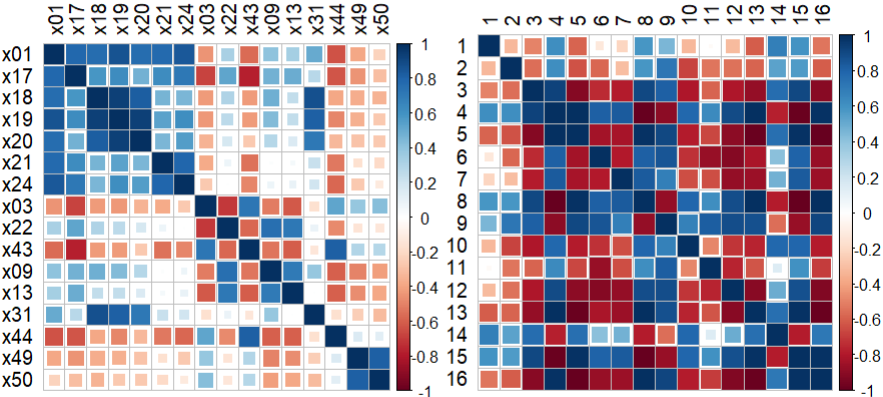 x01 x17 x18 x19 x20 x21 x24 x03 x22 x43 x09 x13 x31 x44 x49 x50
x01
x17
x18
x19
x20
x21
x24
x03
x22
x43
x09
x13
x31
x44
x49
x50
1
0.8
0.6
0.4
0.2
0
-0.2
-0.4
-0.6
-0.8
-1
1 2 3 4 5 6 7 8 9 10 11 12 13 14 15 16
1
2
3
4
5
6
7
8
9
10
11
12
13
14
15
16
1
0.8
0.6
0.4
0.2
0
-0.2
-0.4
-0.6
-0.8
-1